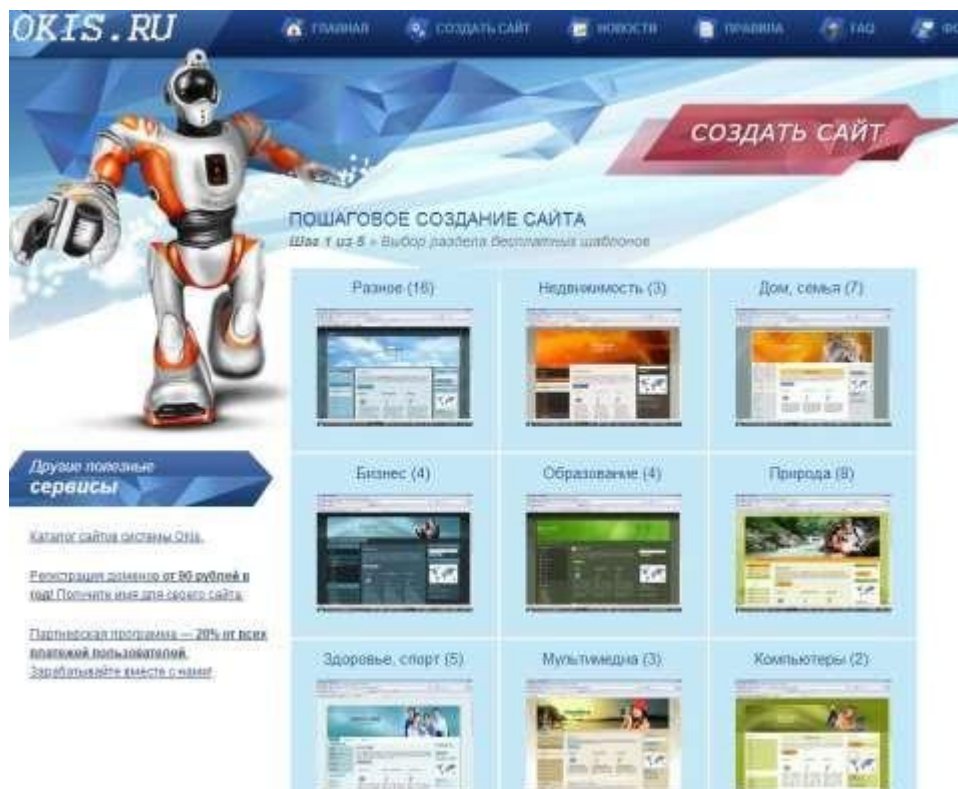 OKIS.RU
ГЛАВНАЯ
СОЗДАТЬ САЙТ
НОВОСТИ
ПРАВИЛА
FAQ
ФО
СОЗДАТЬ САЙТ
ПОШАГОВОЕ СОЗДАНИЕ САЙТА
Шаг 1 из 5 » Выбор раздела бесплатных шаблонов
Разное (16)
Недвижимость (3)
Дом, семья (7)
Бизнес (4)
Образование (4)
Природа (8)
Здоровье, спорт (5)
Мультимедиа (3)
Компьютеры (2)
Другие полезные
сервисы
Каталог сайтов системы Okis.
Регистрация доменов от 90 рублей в
год! Получите имя для своего сайта.
Партнерская программа — 20% от всех
платежей пользователей.
Зарабатывайте вместе с нами!